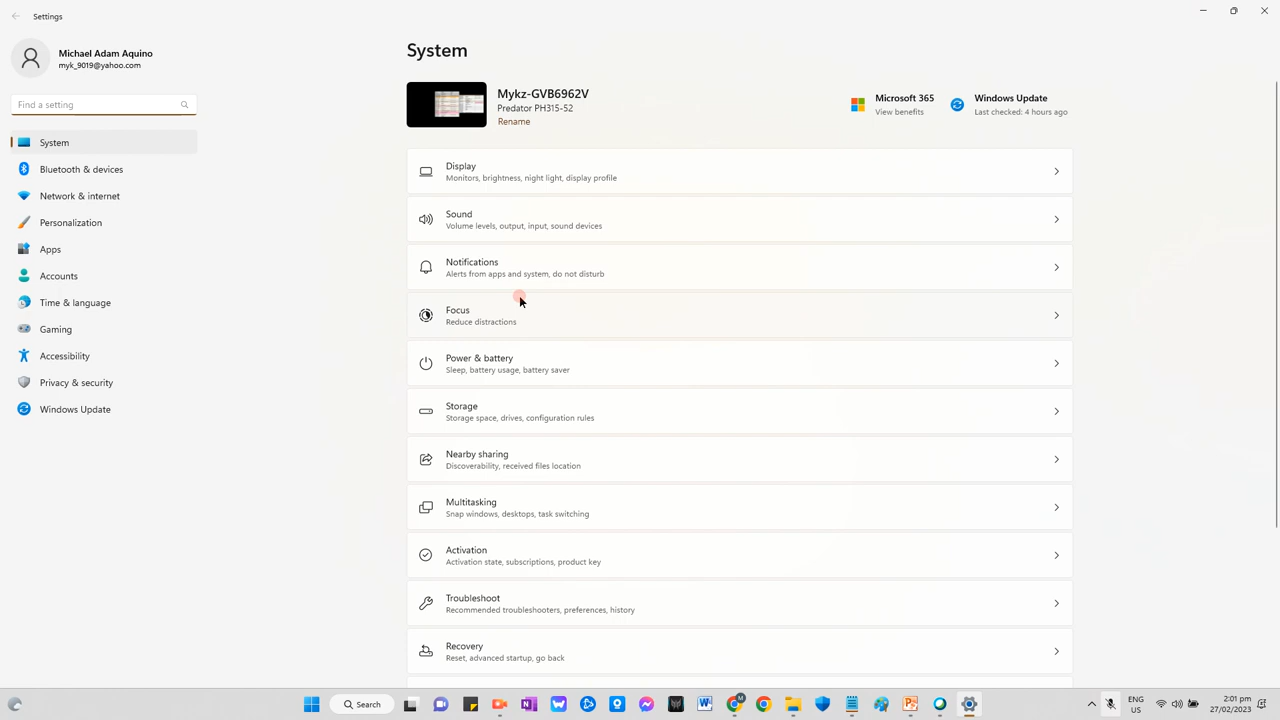 Settings
Michael Adam Aquino
myk_9019@yahoo.com
Find a setting
System
Bluetooth & devices
Network & internet
Personalization
Apps
Accounts
Time & language
Gaming
Accessibility
Privacy & security
Windows Update
System
Mykz-GVB6962V
Predator PH315-52
Rename
Microsoft 365
View benefits
Windows Update
Last checked: 4 hours ago
Display
Monitors, brightness, night light, display profile
Sound
Volume levels, output, input, sound devices
Notifications
Alerts from apps and system, do not disturb
Focus
Reduce distractions
Power & battery
Sleep, battery usage, battery saver
Storage
Storage space, drives, configuration rules
Nearby sharing
Discoverability, received files location
Multitasking
Snap windows, desktops, task switching
Activation
Activation state, subscriptions, product key
Troubleshoot
Recommended troubleshooters, preferences, history
Recovery
Reset, advanced startup, go back
Search
ENG
US
2:01 pm
27/02/2023